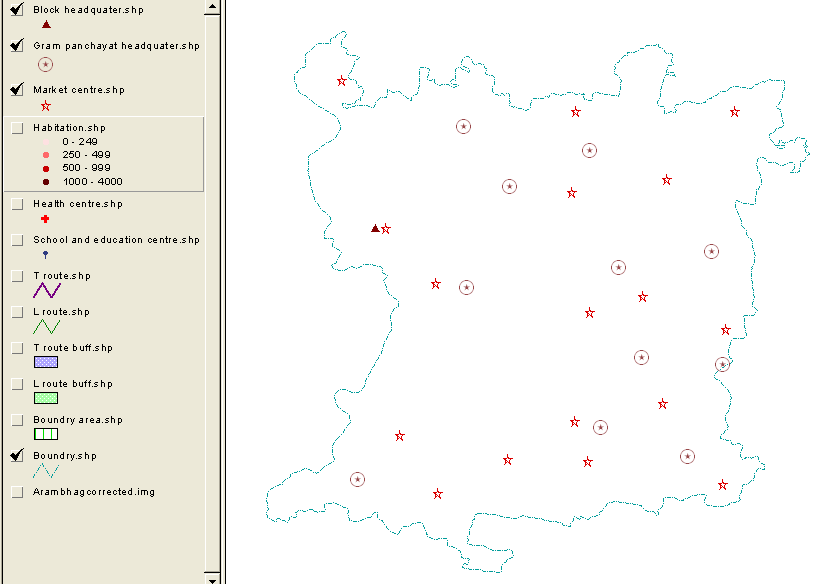 Block headquater.shp
Gram panchayat headquater.shp
Market centre.shp
Habitation.shp
0 - 249
250 - 499
500 - 999
1000 - 4000
Health centre.shp
School and education centre.shp
T route.shp
L route.shp
T route buff.shp
L route buff.shp
Boundry area.shp
Boundry.shp
Arambhagcorrected.img